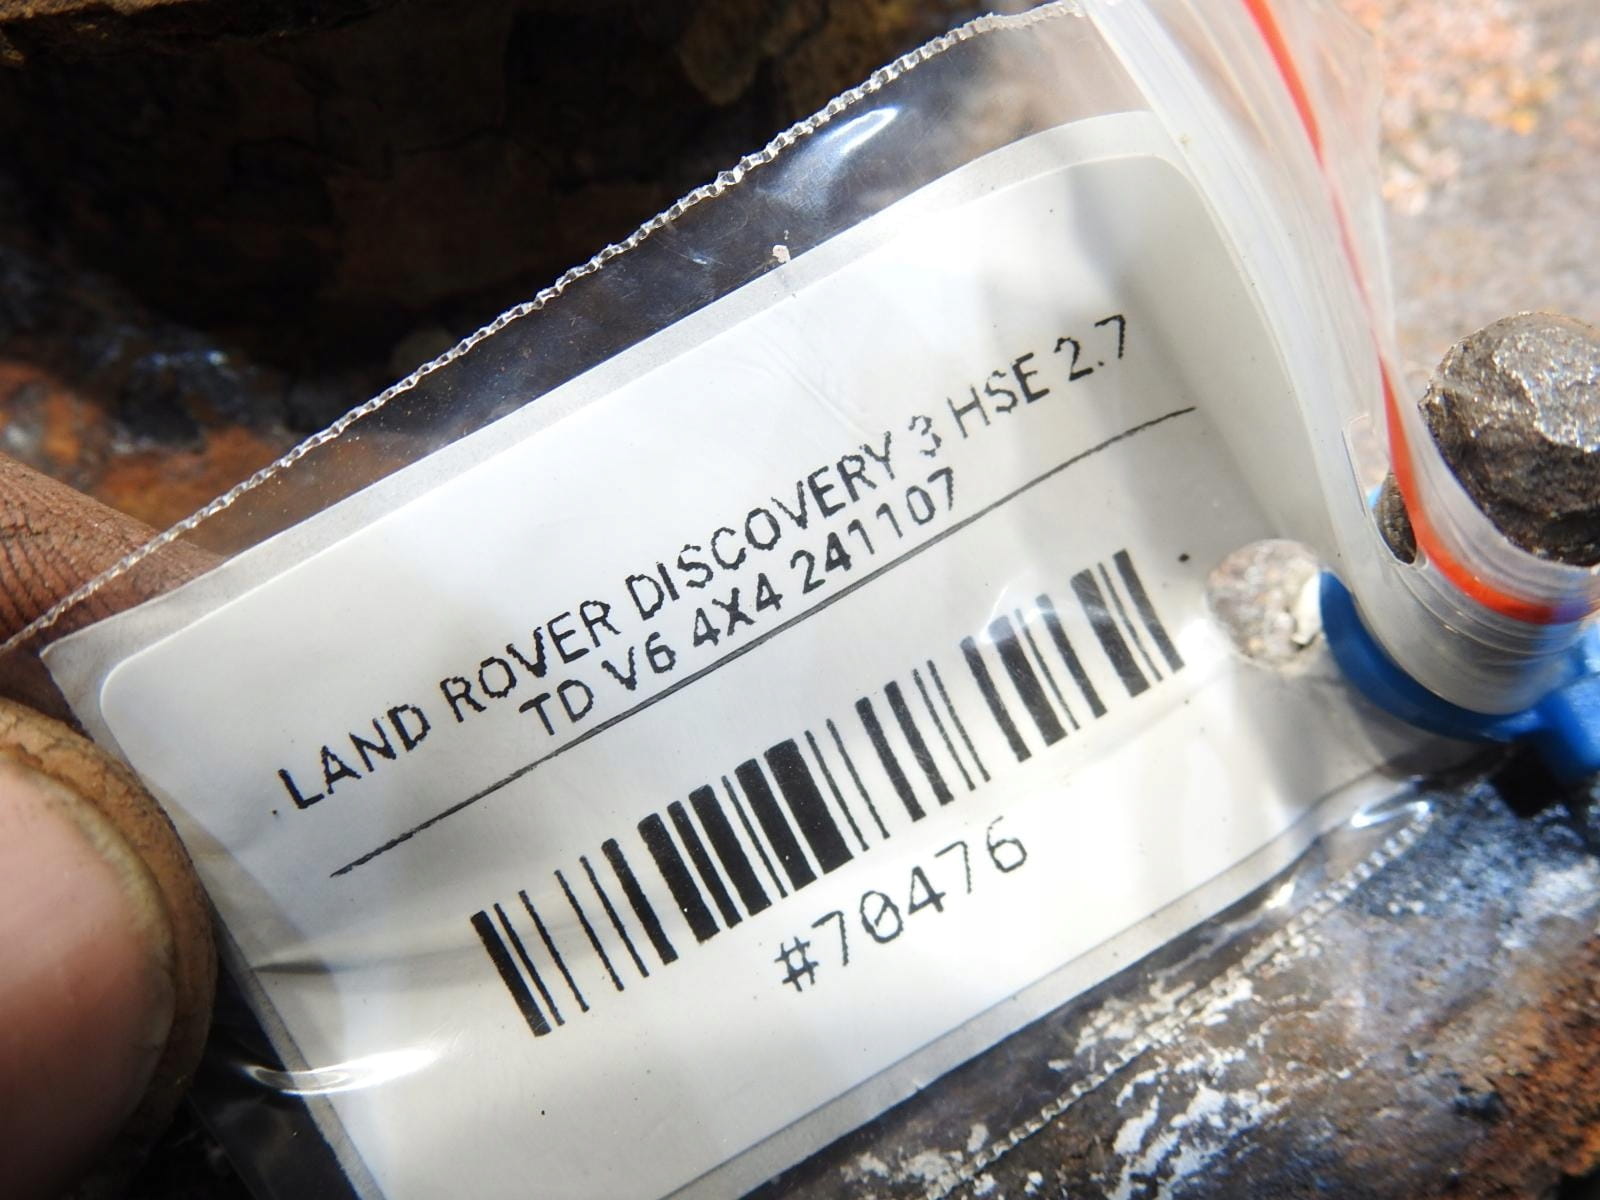 LAND ROVER DISCOVERY 3 HSE 2.7
TD V6 4X4 241107
#70476